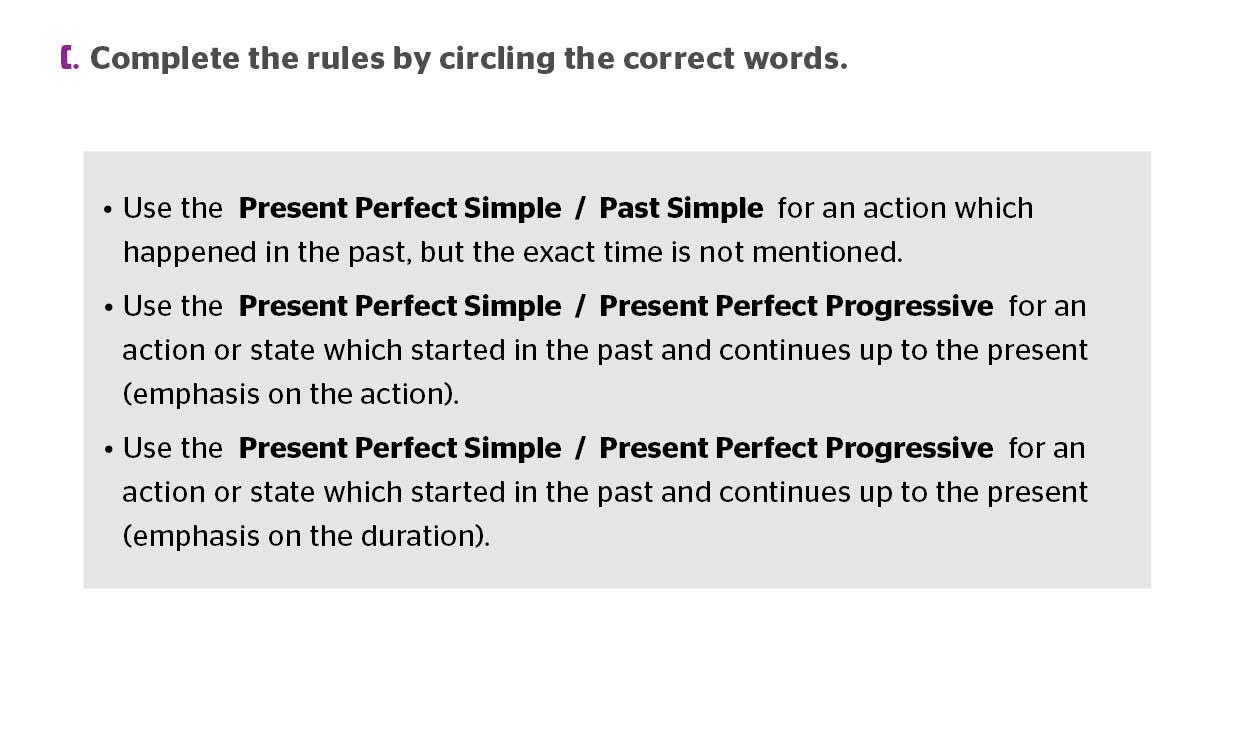 C. Complete the rules by circling the correct words.
• Use the Present Perfect Simple / Past Simple for an action which
happened in the past, but the exact time is not mentioned.
• Use the Present Perfect Simple / Present Perfect Progressive for an
action or state which started in the past and continues up to the present
(emphasis on the action).
• Use the Present Perfect Simple / Present Perfect Progressive for an
action or state which started in the past and continues up to the present
(emphasis on the duration).